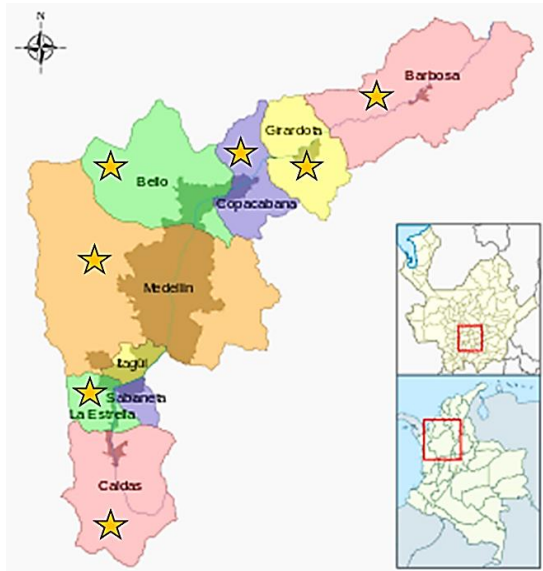 N
Barbosa
Girardota
Bello
Copacabana
Medellín
Itagüí
Sabaneta
La Estrella
Caldas